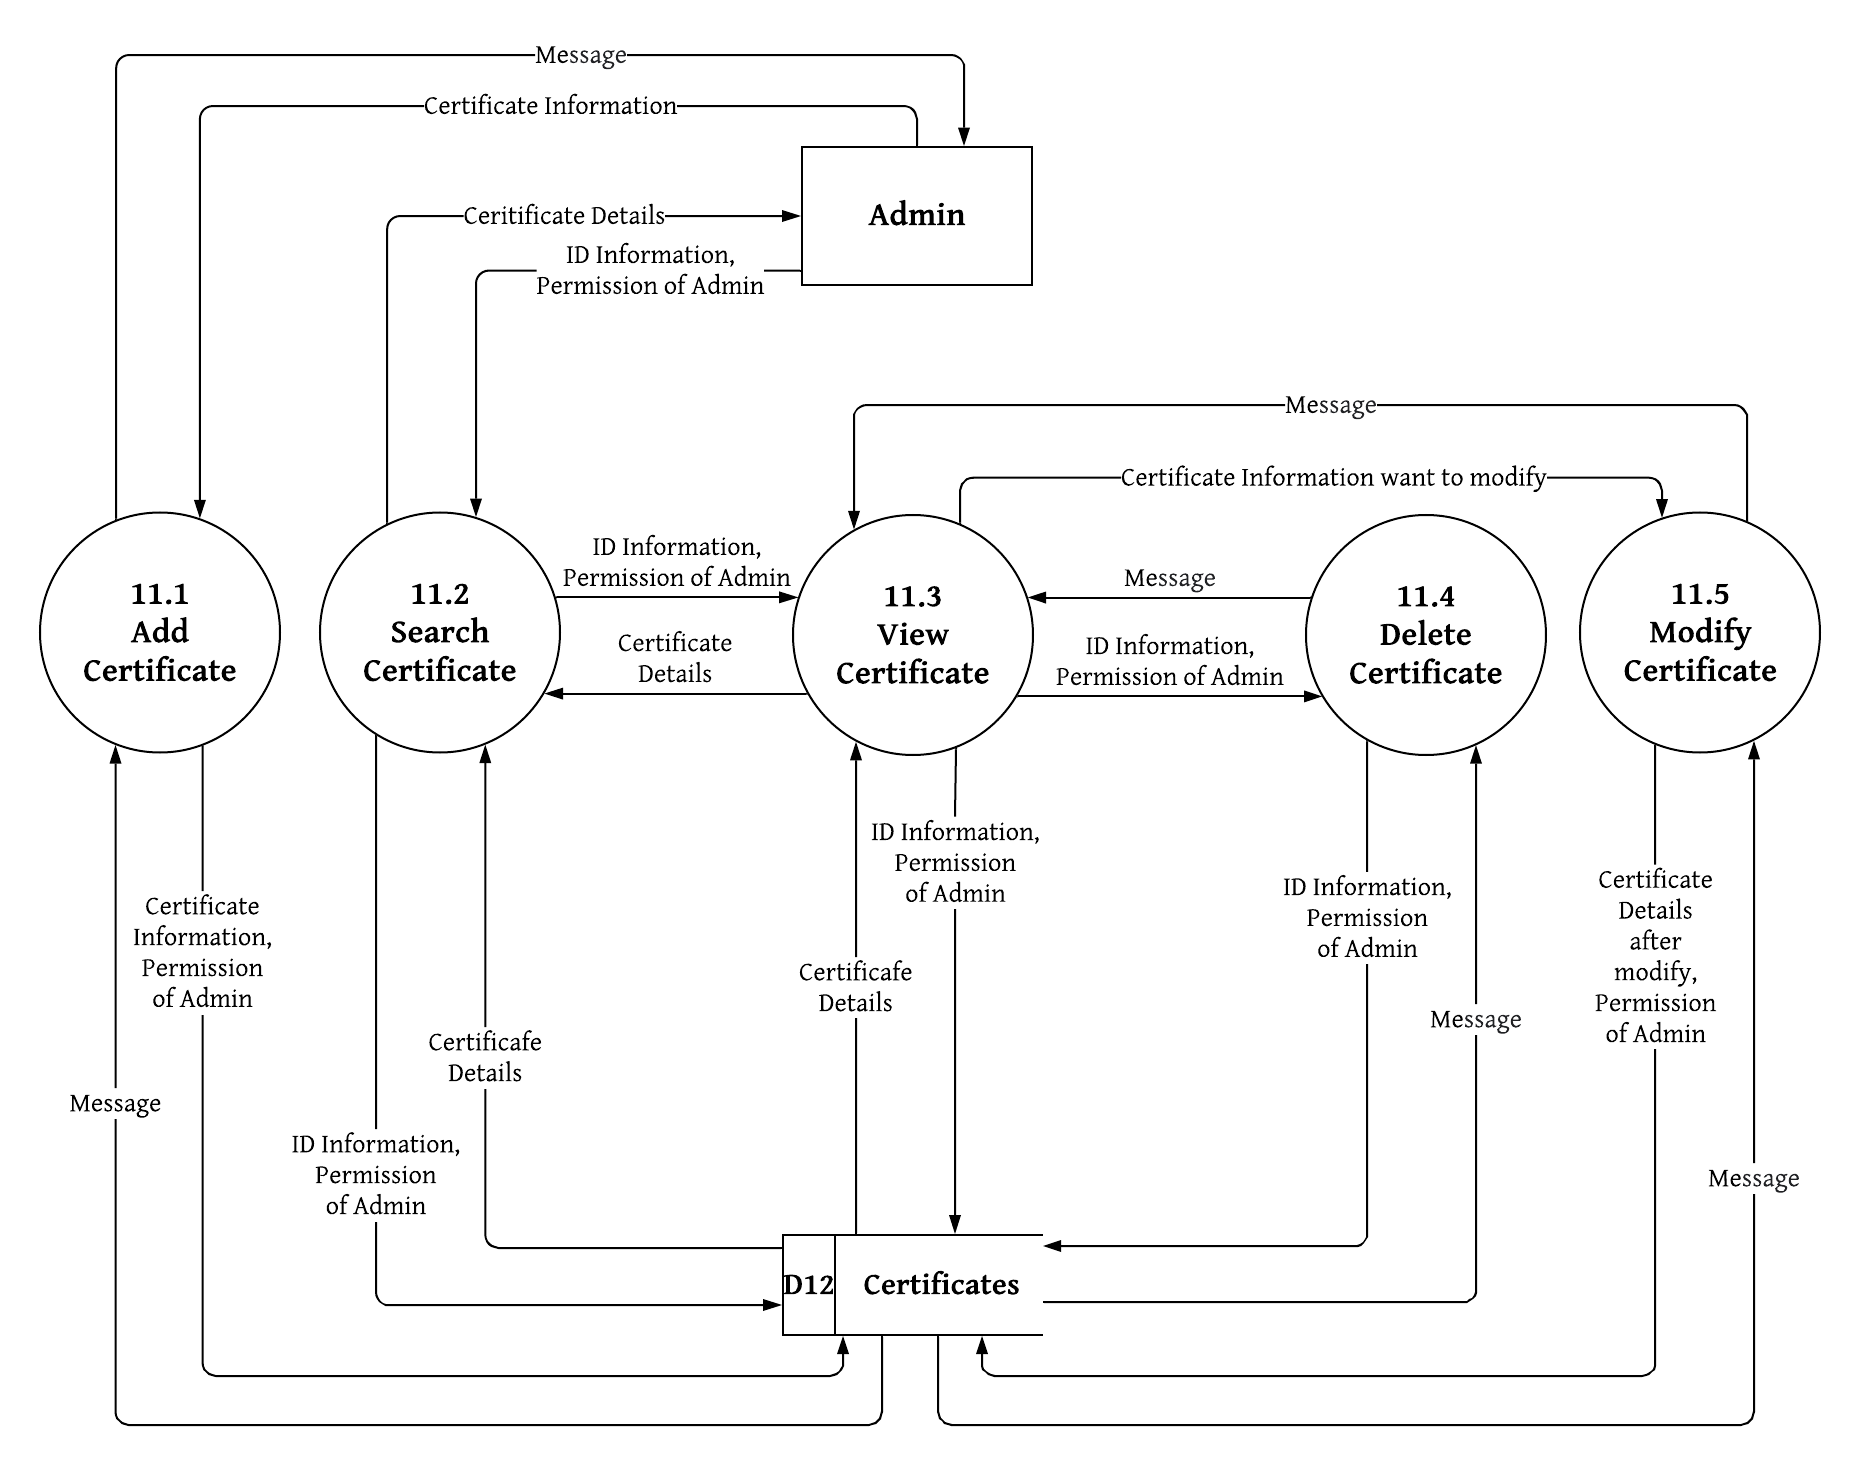 Message
Certificate Information
Admin
Ceritificate Details
ID Information,
Permission of Admin
Message
Certificate Information want to modify
11.1
Add
Certificate
11.2
Search
Certificate
ID Information,
Permission of Admin
Certificate
Details
11.3
View
Certificate
Message
ID Information,
Permission of Admin
11.4
Delete
Certificate
11.5
Modify
Certificate
Certificate
Information,
Permission
of Admin
Message
ID Information,
Permission
of Admin
Certificafe
Details
Certificafe
Details
ID Information,
Permission
of Admin
ID Information,
Permission
of Admin
Message
Certificate
Details
after
modify,
Permission
of Admin
Message
D12
Certificates